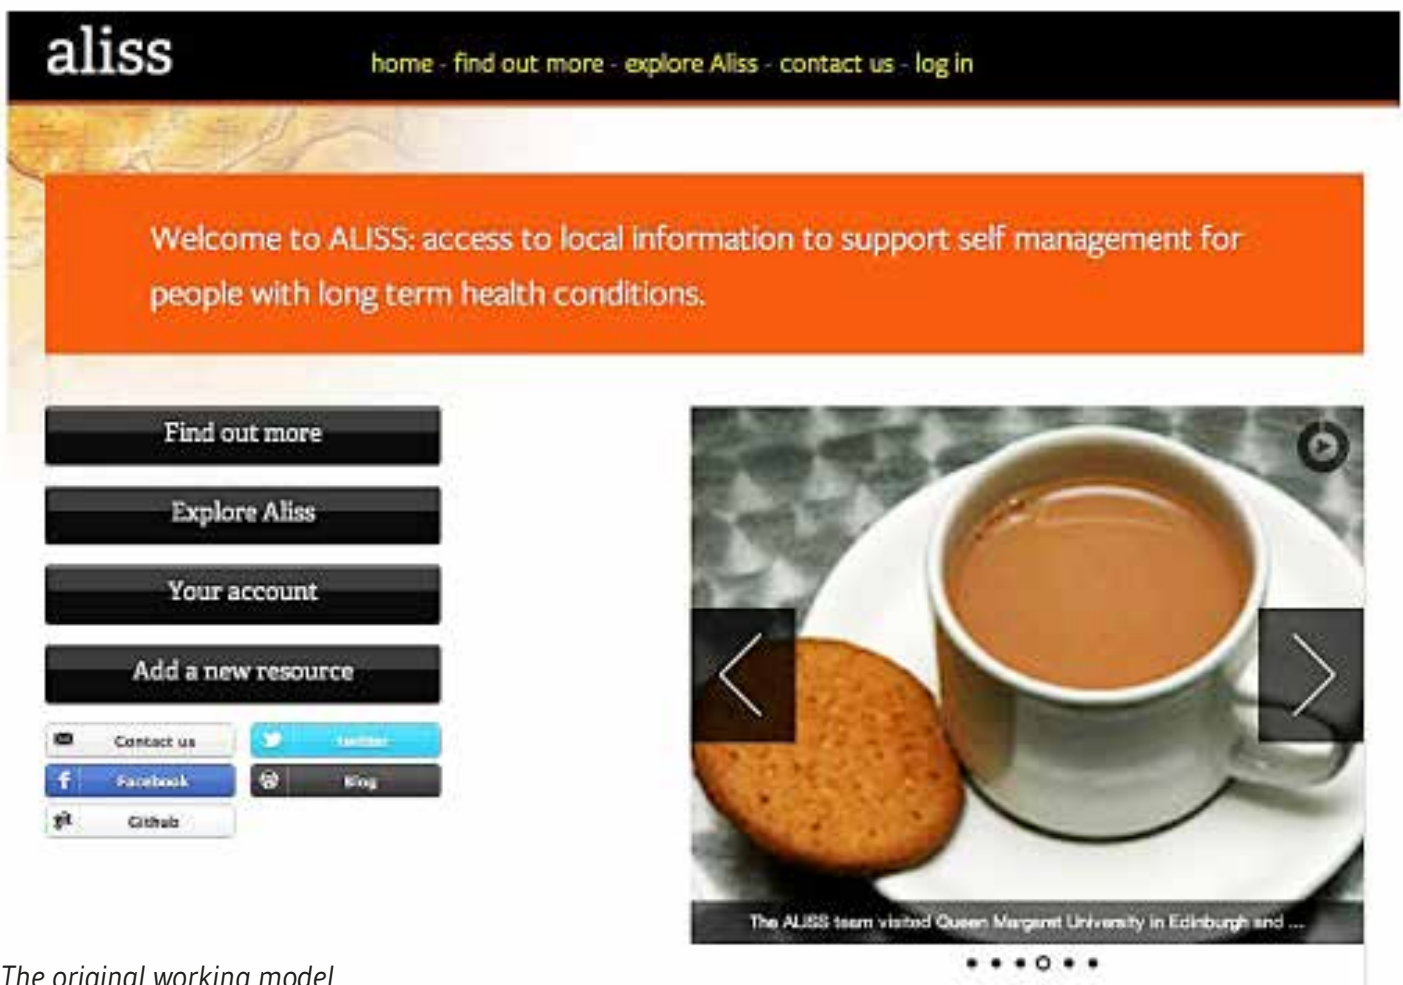 aliss
home - find out more - explore Aliss - contact us - log in
Welcome to ALISS: access to local information to support self management for
people with long term health conditions.
Find out more
Explore Aliss
Your account
Add a new resource
Contact us
twitter
Facebook
Blog
git Github
The ALISS team visited Queen Margaret University in Edinburgh and ...
The original working model